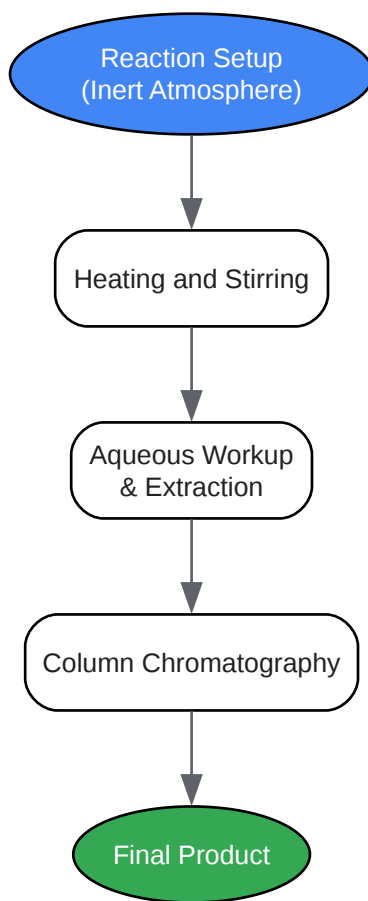 Reaction Setup
(Inert Atmosphere)
Heating and Stirring
Aqueous Workup
& Extraction
Column Chromatography
Final Product